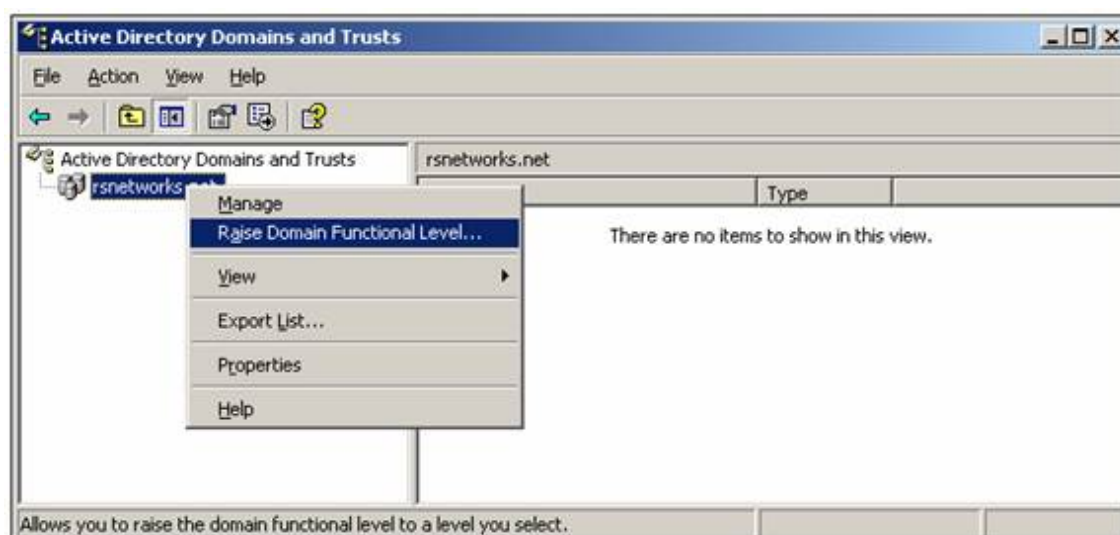 Active Directory Domains and Trusts
File Action View Help
Active Directory Domains and Trusts
rsnetworks.net
rsnetworks
Type
Manage
Raise Domain Functional Level...
There are no items to show in this view.
View
Export List...
Properties
Help
Allows you to raise the domain functional level to a level you select.